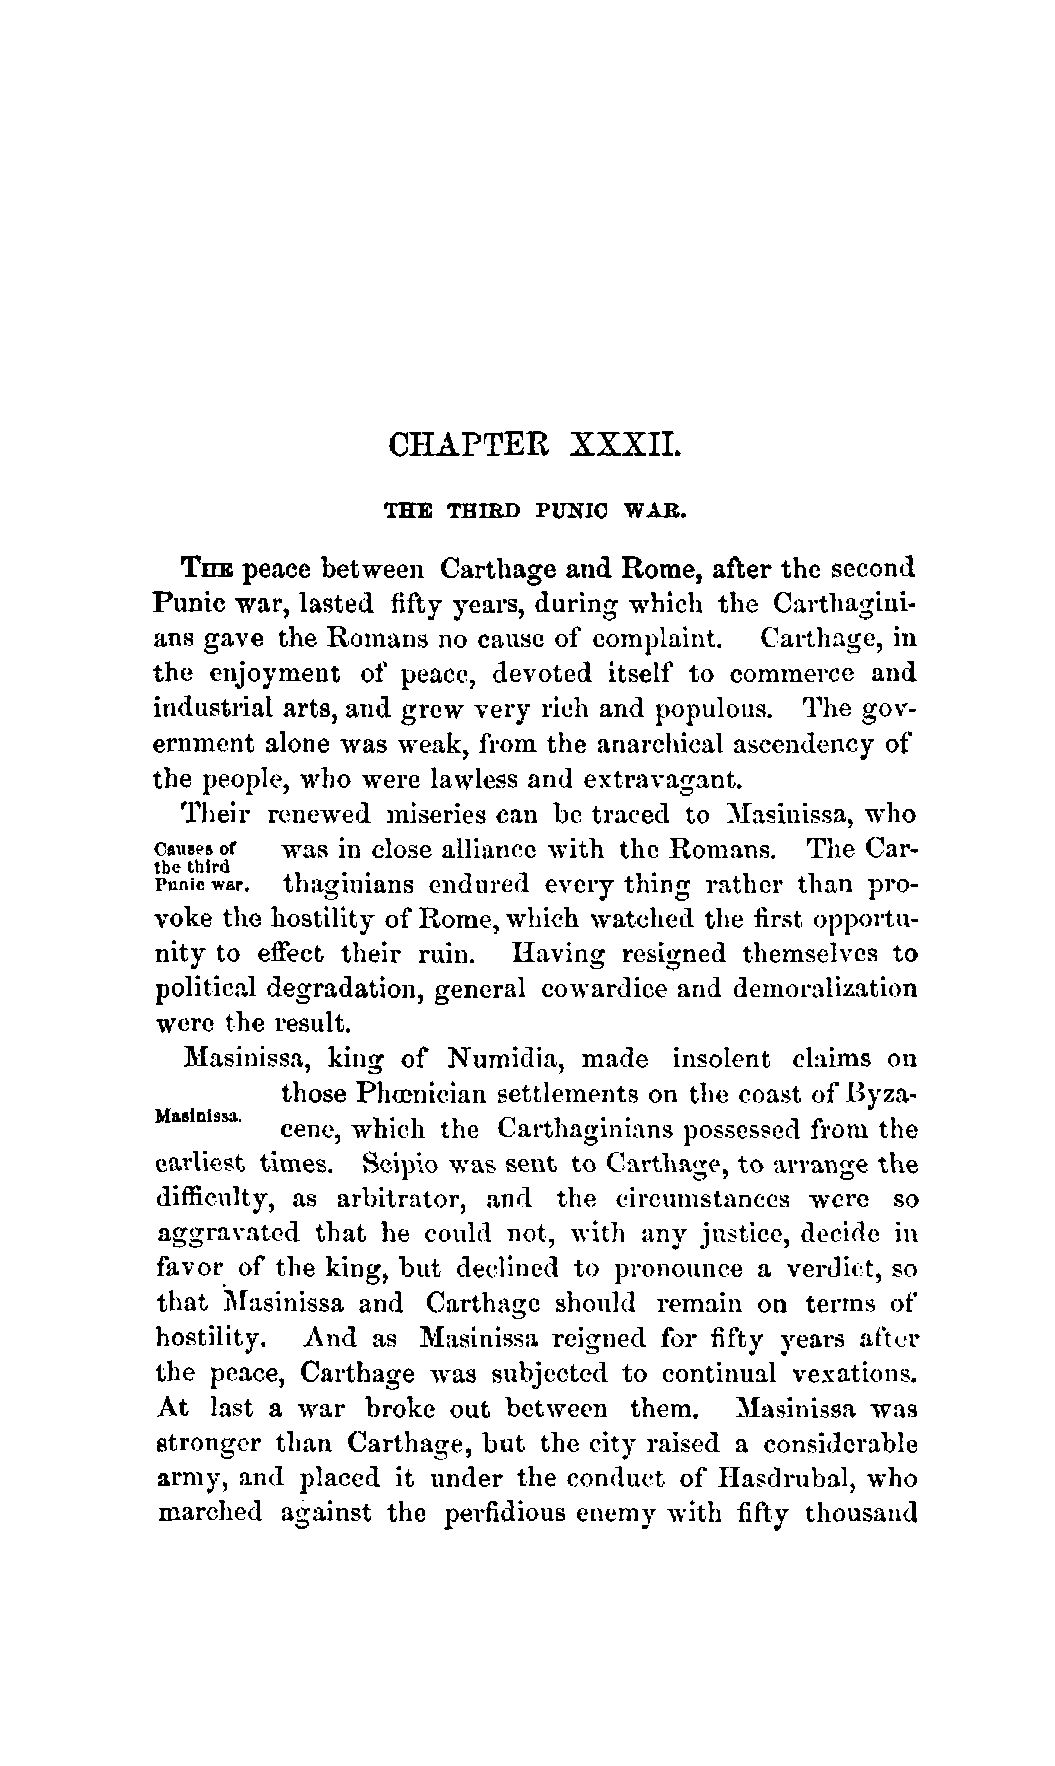 CHAPTER XXXII.
THE THIRD PUNIC WAR.
THE peace between Carthage and Rome, after the second
Punic war, lasted fifty years, during which the Carthagini-
ans gave the Romans no cause of complaint. Carthage, in
the enjoyment of peace, devoted itself to commerce and
industrial arts, and grew very rich and populous. The gov-
ernment alone was weak, from the anarchical ascendency of
the people, who were lawless and extravagant.
Their renewed miseries can be traced to Masinissa, who
Causes of
the third
Punic war.
was in close alliance with the Romans. The Car-
thaginians endured every thing rather than pro-
voke the hostility of Rome, which watched the first opportu-
nity to effect their ruin. Having resigned themselves to
political degradation, general cowardice and demoralization
were the result.
Masinissa, king of Numidia, made insolent claims on
Masinissa.
those Phœnician settlements on the coast of Byza-
cene, which the Carthaginians possessed from the
earliest times. Scipio was sent to Carthage, to arrange the
difficulty, as arbitrator, and the circumstances were so
aggravated that he could not, with any justice, decide in
favor of the king, but declined to pronounce a verdict, so
that Masinissa and Carthage should remain on terms of
hostility. And as Masinissa reigned for fifty years after
the peace, Carthage was subjected to continual vexations.
At last a war broke out between them. Masinissa was
stronger than Carthage, but the city raised a considerable
army, and placed it under the conduct of Hasdrubal, who
marched against the perfidious enemy with fifty thousand